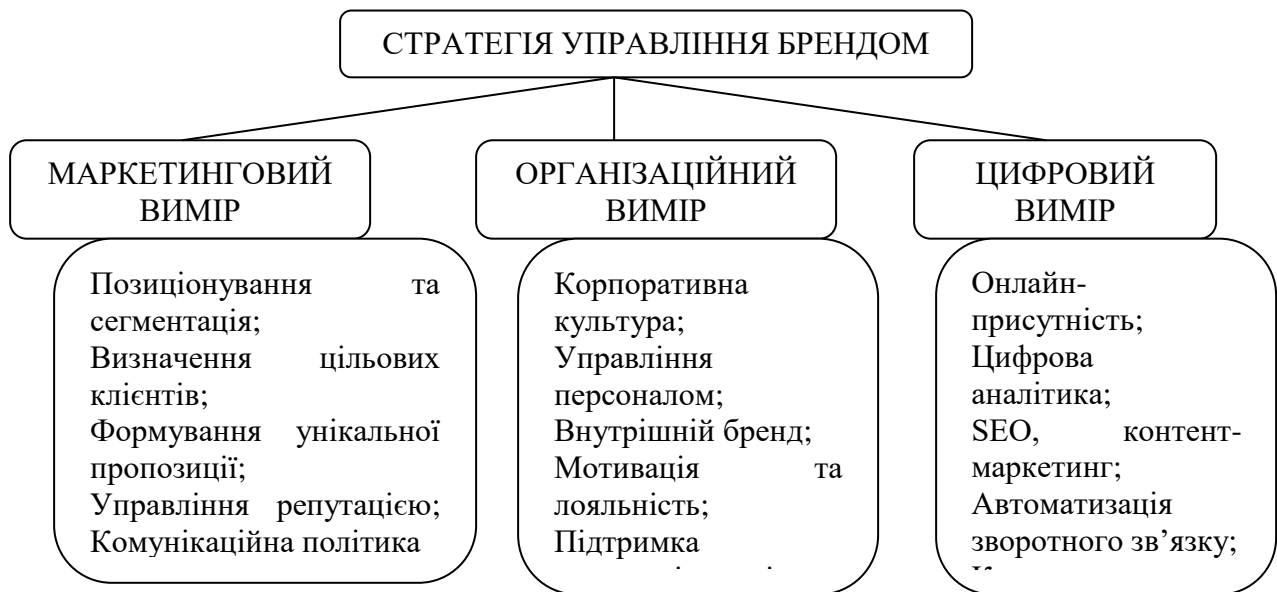 СТРАТЕГІЯ УПРАВЛІННЯ БРЕНДОМ
МАРКЕТИНГОВИЙ
ВИМІР
Позиціонування та
сегментація;
Визначення цільових
клієнтів;
Формування унікальної
пропозиції;
Управління репутацією;
Комунікаційна політика
ОРГАНІЗАЦІЙНИЙ
ВИМІР
Корпоративна
культура;
Управління
персоналом;
Внутрішній бренд;
Мотивація та
лояльність;
Підтримка
ЦИФРОВИЙ
ВИМІР
Онлайн-
присутність;
Цифрова
аналітика;
SEO, контент-
маркетинг;
Автоматизація
зворотного зв’язку;